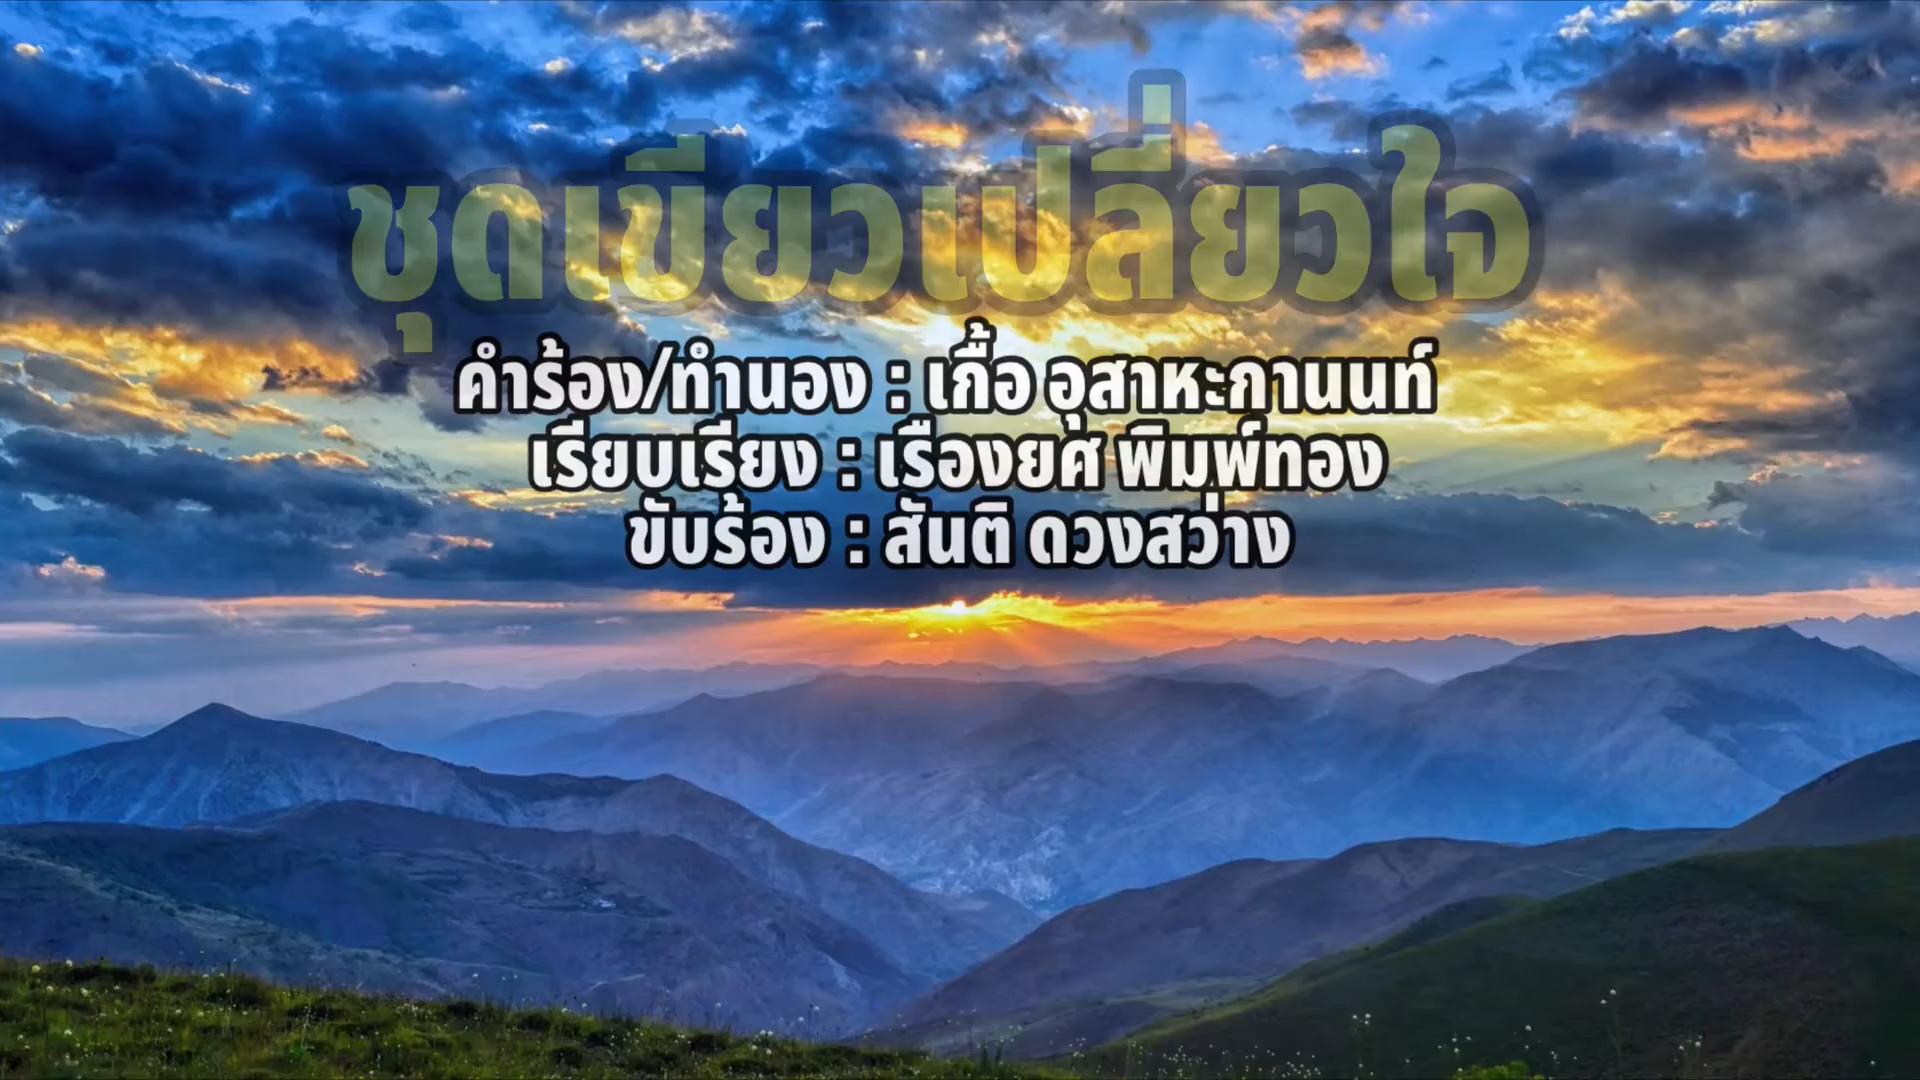 ชุดเขียวเปลี่ยวใจ
คำร้อง/ทำนอง : เกื้อ อุสาหะกานนท์
เรียบเรียง : เรืองยศ พิมพ์ทอง
ขับร้อง : สันติ ดวงสว่าง